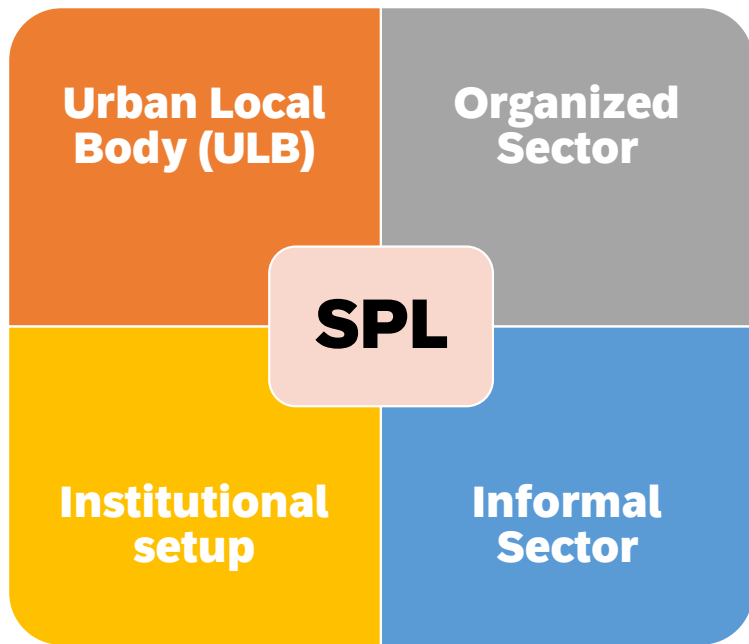 Urban Local
Body (ULB)
Organized
Sector
SPL
Institutional
setup
Informal
Sector